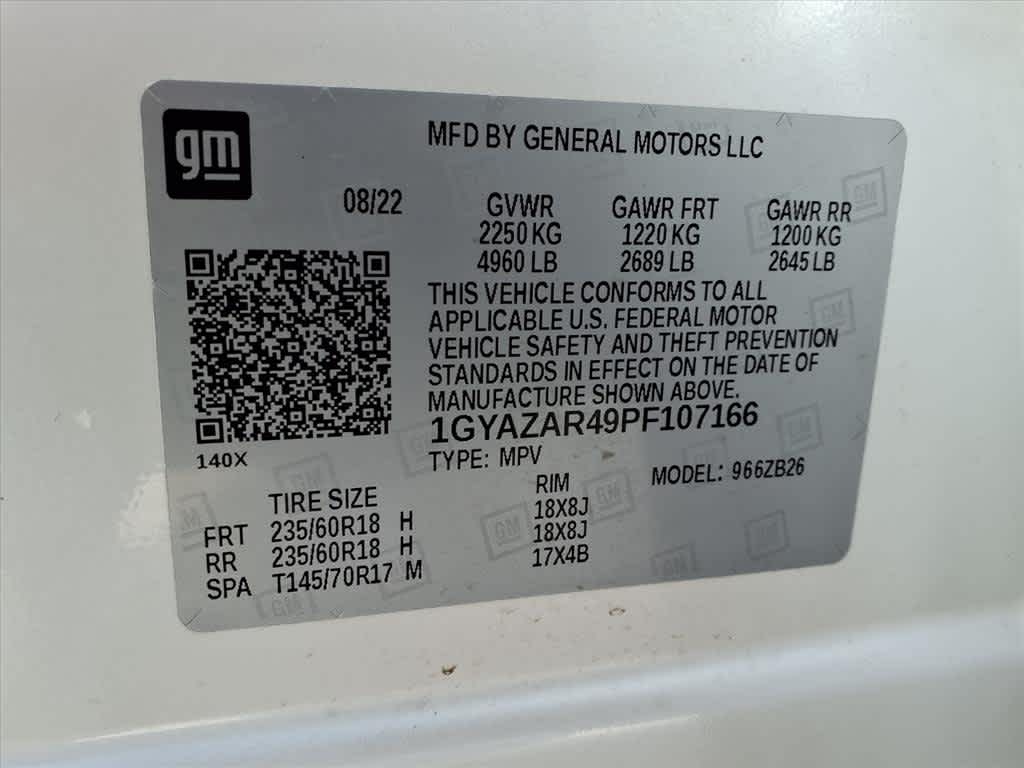 gm
MFD BY GENERAL MOTORS LLC
08/22 GVWR GAWR FRT GAWR RR
2250 KG 1220 KG 1200 KG
4960 LB 2689 LB 2645 LB
THIS VEHICLE CONFORMS TO ALL
APPLICABLE U.S. FEDERAL MOTOR
VEHICLE SAFETY AND THEFT PREVENTION
STANDARDS IN EFFECT ON THE DATE OF
MANUFACTURE SHOWN ABOVE.
1GYAZAR49PF107166
140X
TYPE: MPV MODEL: 966ZB26
TIRE SIZE RIM
FRT 235/60R18 H 18X8J
RR 235/60R18 H 18X8J
SPA T145/70R17 M 17X4B